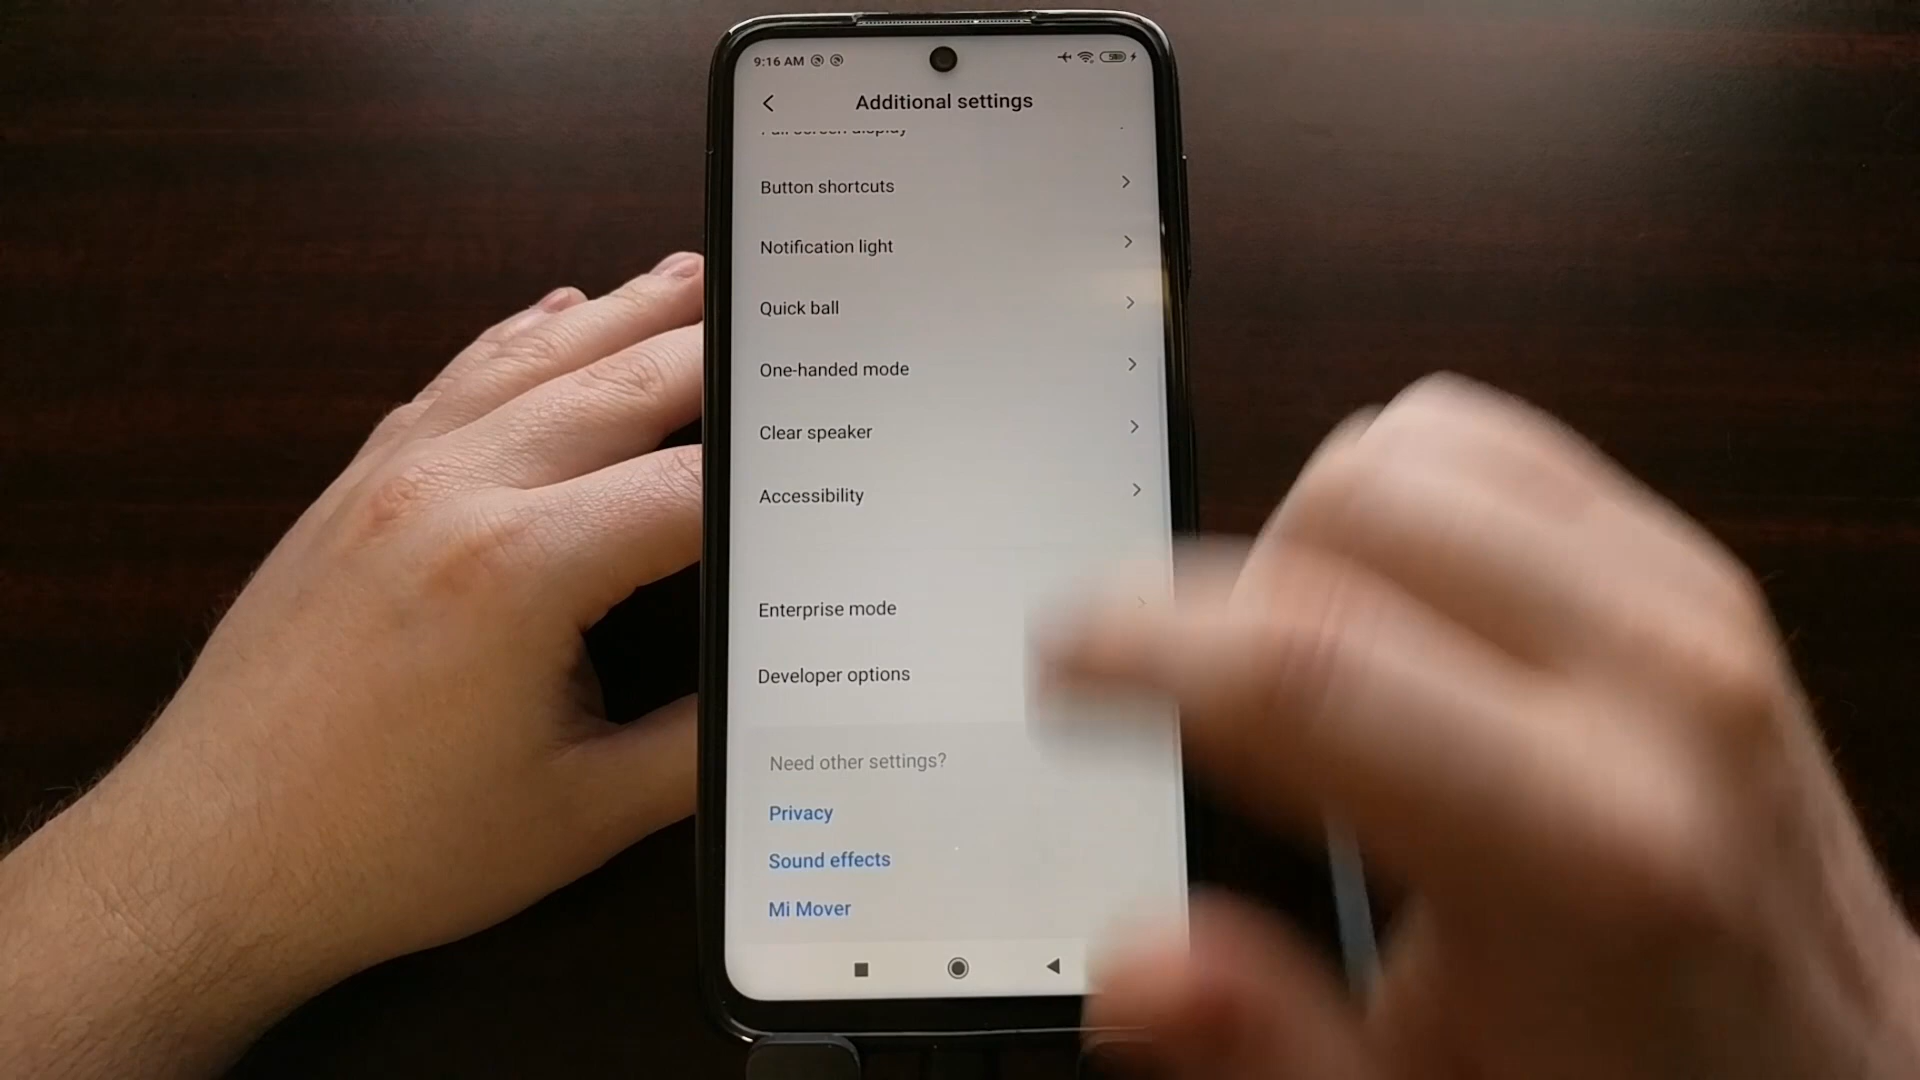 9:16 AM
Additional settings
Button shortcuts
Notification light
Quick ball
One-handed mode
Clear speaker
Accessibility
Enterprise mode
Developer options
Need other settings?
Privacy
Sound effects
Mi Mover